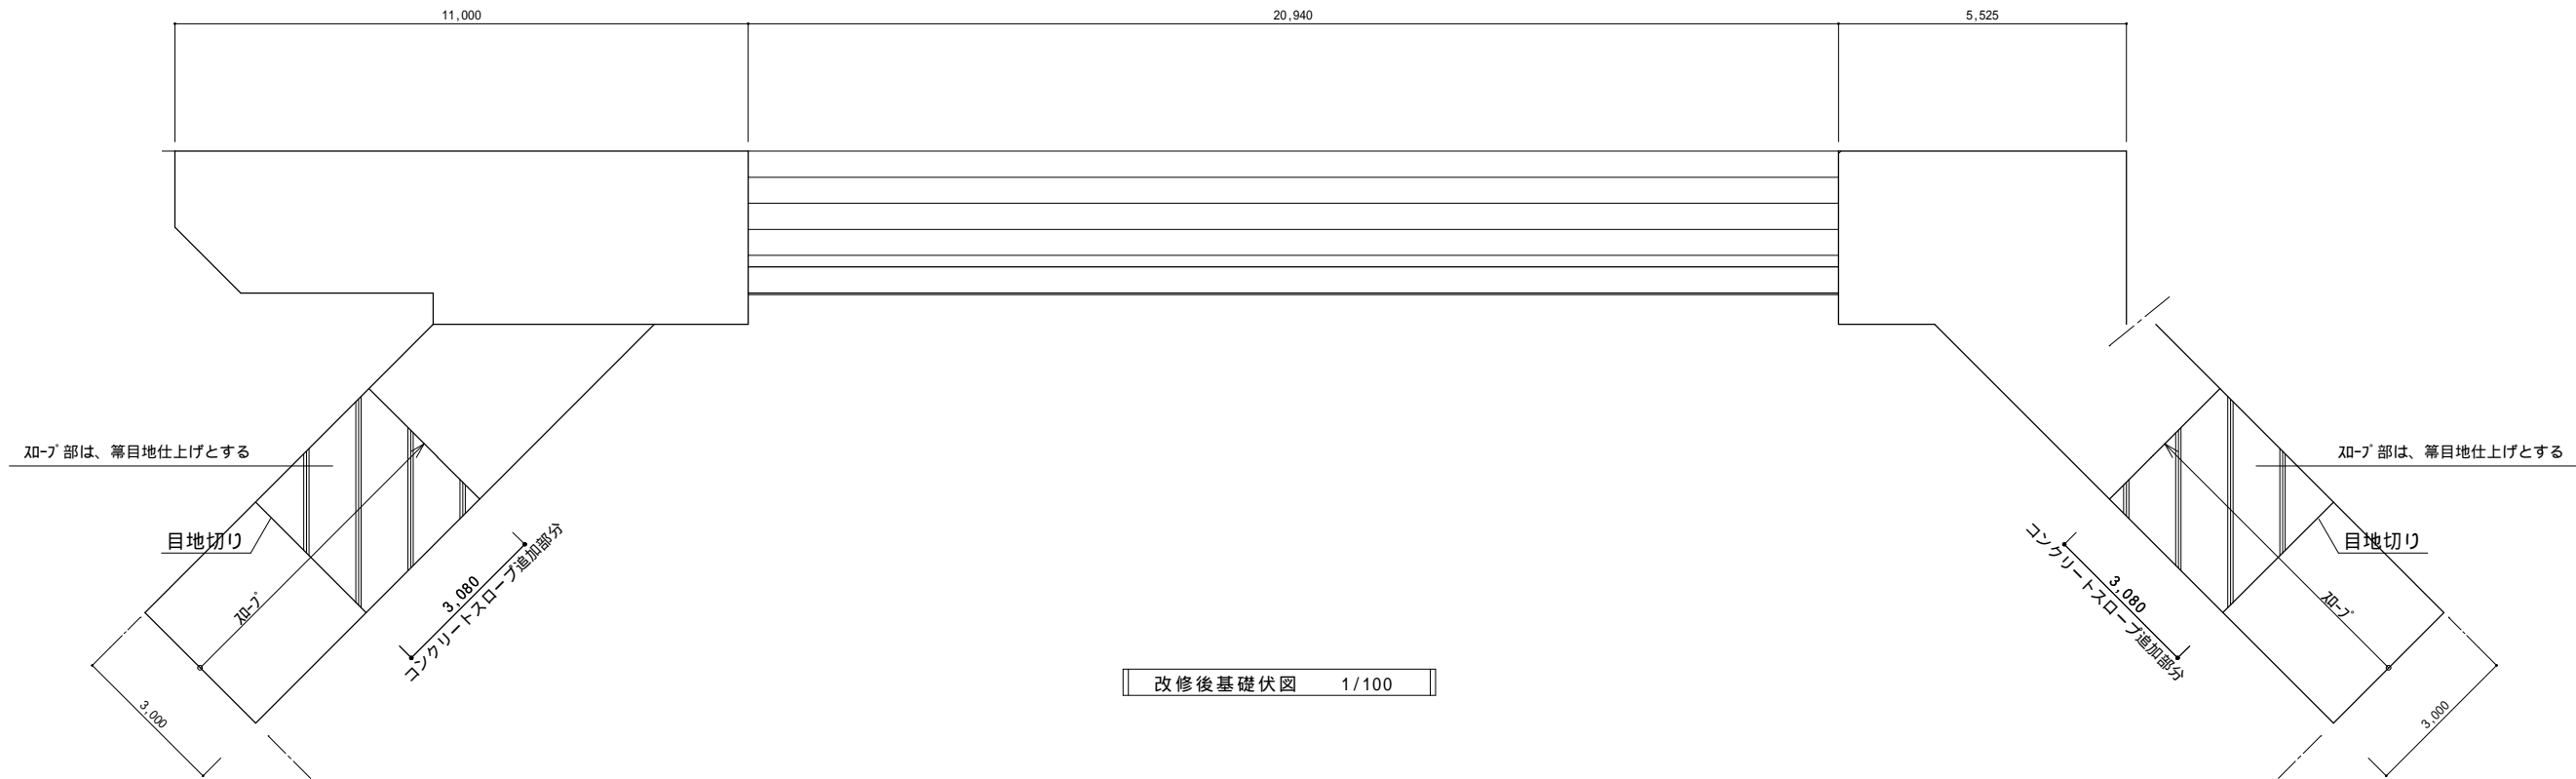 11,000
20,940
5,525
ｽﾛｰﾌﾟ部は、箒目地仕上げとする
ｽﾛｰﾌﾟ部は、箒目地仕上げとする
目地切り
目地切り
ｽﾛｰﾌﾟ
3,080
コンクリートスロープ追加部分
3,080
コンクリートスロープ追加部分
ｽﾛｰﾌﾟ
改修後基礎伏図 1/100
3,000
3,000